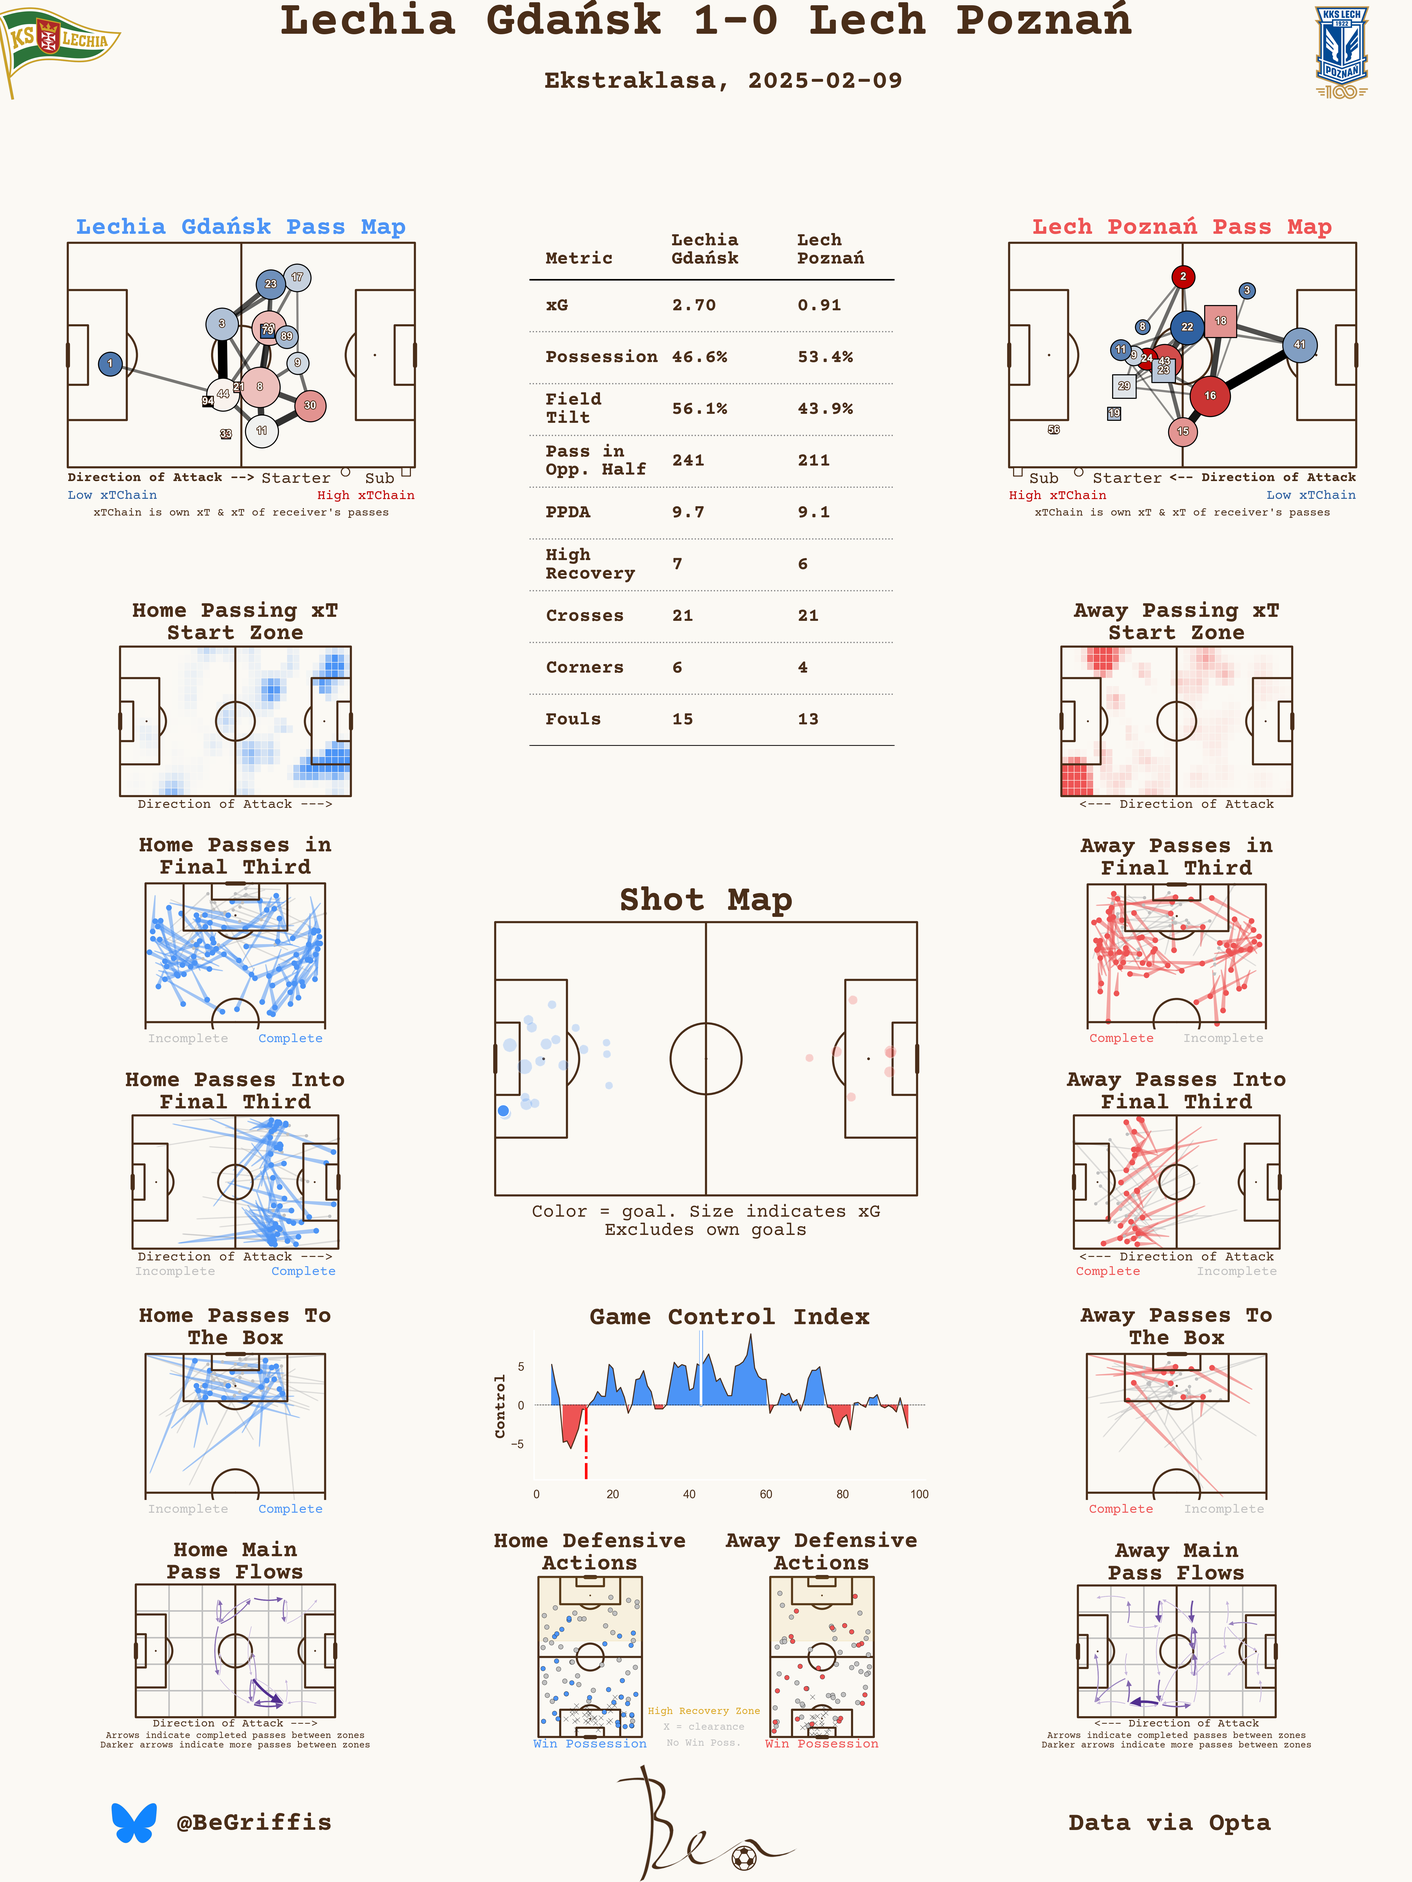 Lechia Gdańsk 1-0 Lech Poznań
KS LECHIA
KKS LECH
1922
POZNAŃ
100
Ekstraklasa, 2025-02-09
Lechia Gdańsk Pass Map
23
17
3
79
89
1
9
21
8
44
94
30
11
33
Direction of Attack --> Starter Sub
Low xTChain High xTChain
xTChain is own xT & xT of receiver's passes
Metric Lechia Gdańsk Lech Poznań
xG 2.70 0.91
Possession 46.6% 53.4%
Field Tilt 56.1% 43.9%
Pass in Opp. Half 241 211
PPDA 9.7 9.1
High Recovery 7 6
Crosses 21 21
Corners 6 4
Fouls 15 13
Lech Poznań Pass Map
2
3
8
22
18
41
11
9
24
43
23
29
16
19
15
56
Sub Starter <-- Direction of Attack
High xTChain Low xTChain
xTChain is own xT & xT of receiver's passes
Home Passing xT
Start Zone
Direction of Attack --->
Away Passing xT
Start Zone
<--- Direction of Attack
Home Passes in
Final Third
Incomplete Complete
Away Passes in
Final Third
Complete Incomplete
Shot Map
Color = goal. Size indicates xG
Excludes own goals
Home Passes Into
Final Third
Direction of Attack --->
Incomplete Complete
Away Passes Into
Final Third
<--- Direction of Attack
Complete Incomplete
Home Passes To
The Box
Incomplete Complete
Game Control Index
Control
5
0
−5
0 20 40 60 80 100
Away Passes To
The Box
Complete Incomplete
Home Main
Pass Flows
Direction of Attack --->
Arrows indicate completed passes between zones
Darker arrows indicate more passes between zones
Home Defensive
Actions
Win Possession
High Recovery Zone
X = clearance
No Win Poss.
Away Defensive
Actions
Win Possession
Away Main
Pass Flows
<--- Direction of Attack
Arrows indicate completed passes between zones
Darker arrows indicate more passes between zones
@BeGriffis
Ben
Data via Opta